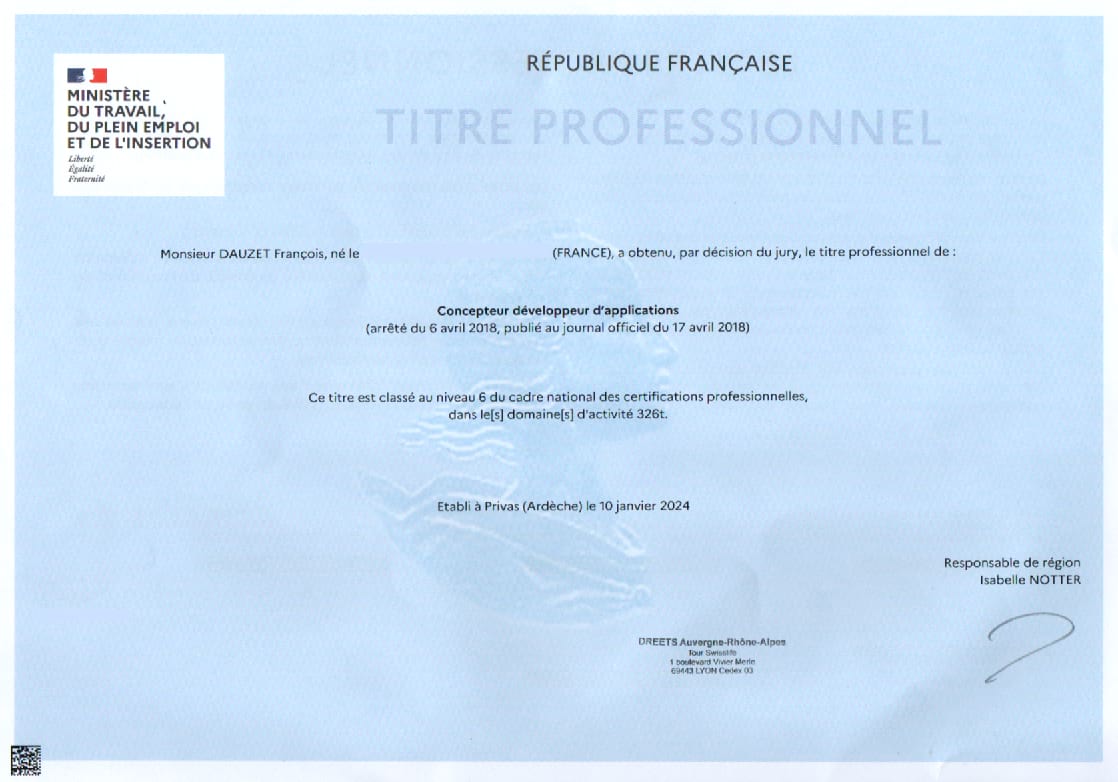 RÉPUBLIQUE FRANÇAISE
MINISTÈRE
DU TRAVAIL,
DU PLEIN EMPLOI
ET DE L'INSERTION
Liberté
Égalité
Fraternité
TITRE PROFESSIONNEL
Monsieur DAUZET François, né le (FRANCE), a obtenu, par décision du jury, le titre professionnel de :
Concepteur développeur d'applications
(arrêté du 6 avril 2018, publié au journal officiel du 17 avril 2018)
Ce titre est classé au niveau 6 du cadre national des certifications professionnelles,
dans le[s] domaine[s] d'activité 326t.
Etabli à Privas (Ardèche) le 10 janvier 2024
Responsable de région
Isabelle NOTTER
DREETS Auvergne-Rhône-Alpes
Tour Swisslife
1 boulevard Vivier Merle
69443 LYON Cedex 03